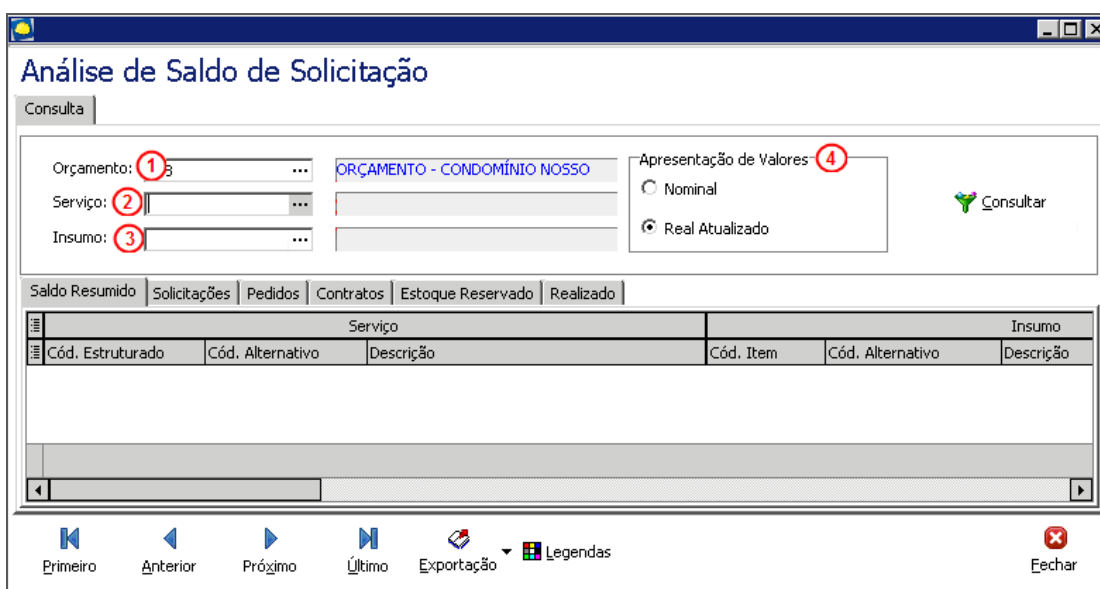 Análise de Saldo de Solicitação
Consulta
Orçamento: 1 3 ... ORÇAMENTO - CONDOMÍNIO NOSSO
Serviço: 2 ...
Insumo: 3 ...
Apresentação de Valores 4
Nominal
Real Atualizado
Consultar
Saldo Resumido Solicitações Pedidos Contratos Estoque Reservado Realizado
Serviço Insumo
Cód. Estruturado Cód. Alternativo Descrição Cód. Item Cód. Alternativo Descrição
Primeiro Anterior Próximo Último Exportação Legendas Fechar